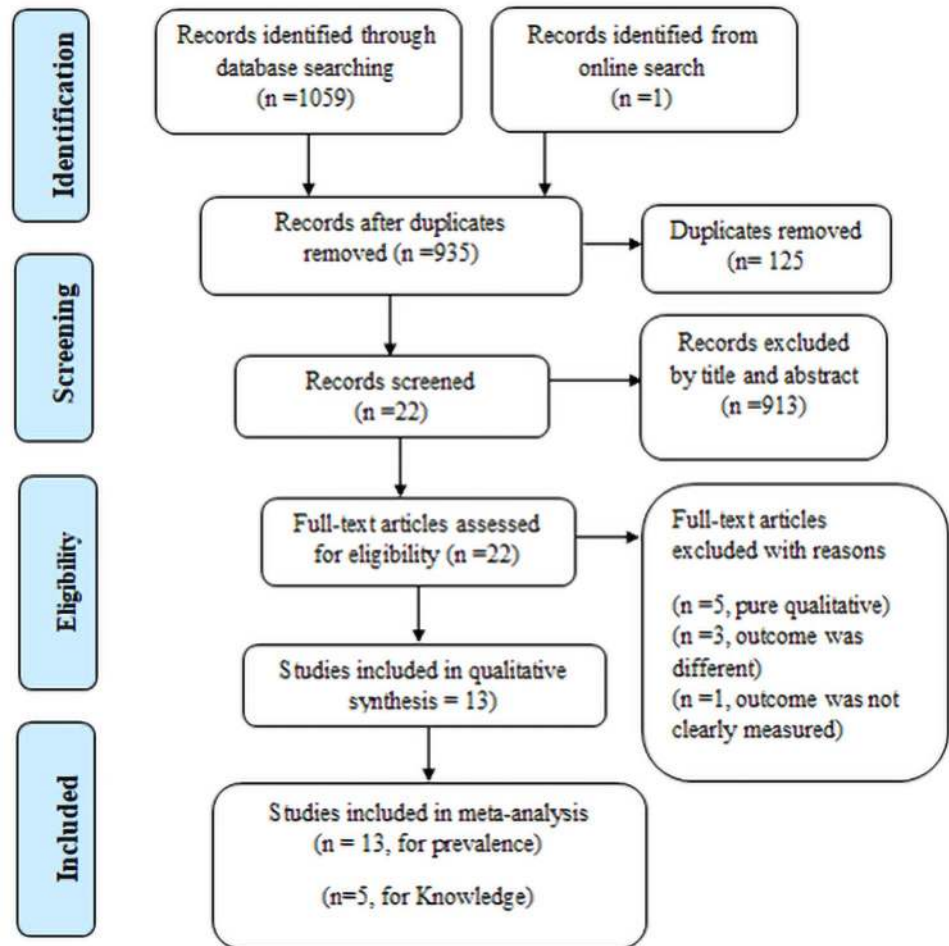 Identification
Records identified through
database searching
(n =1059)
Records identified from
online search
(n =1)
Records after duplicates
removed (n =935)
Duplicates removed
(n= 125
Screening
Records screened
(n =22)
Records excluded
by title and abstract
(n =913)
Eligibility
Full-text articles assessed
for eligibility (n =22)
Full-text articles
excluded with reasons
(n =5, pure qualitative)
(n =3, outcome was
different)
(n =1, outcome was not
clearly measured)
Studies included in qualitative
synthesis = 13)
Included
Studies included in meta-analysis
(n = 13, for prevalence)
(n=5, for Knowledge)